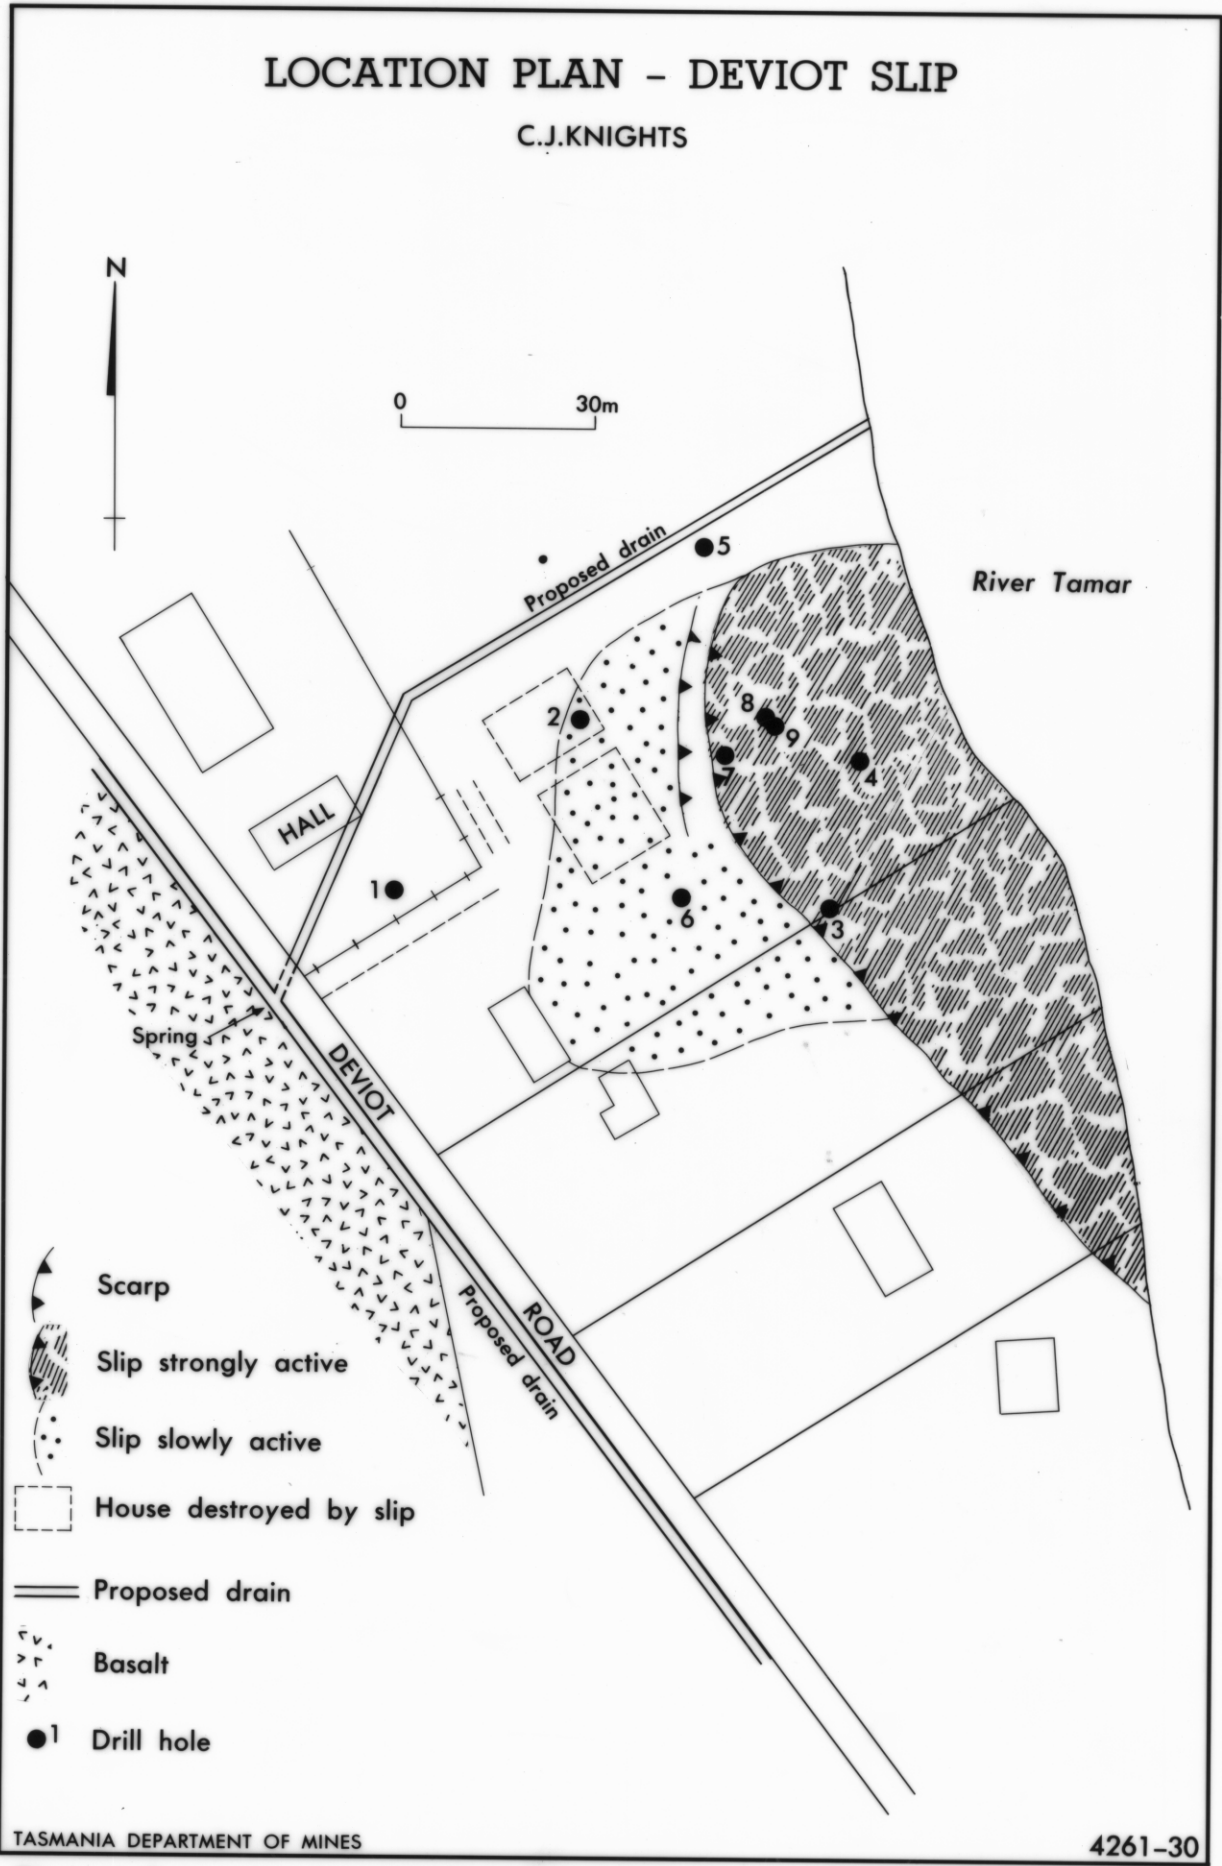 LOCATION PLAN – DEVIOT SLIP
C.J.KNIGHTS
N
0 30m
Proposed drain
5
River Tamar
2
8
9
7
4
HALL
1
6
3
Spring
DEVIOT
ROAD
Proposed drain
Scarp
Slip strongly active
Slip slowly active
House destroyed by slip
Proposed drain
Basalt
1 Drill hole
TASMANIA DEPARTMENT OF MINES
4261–30